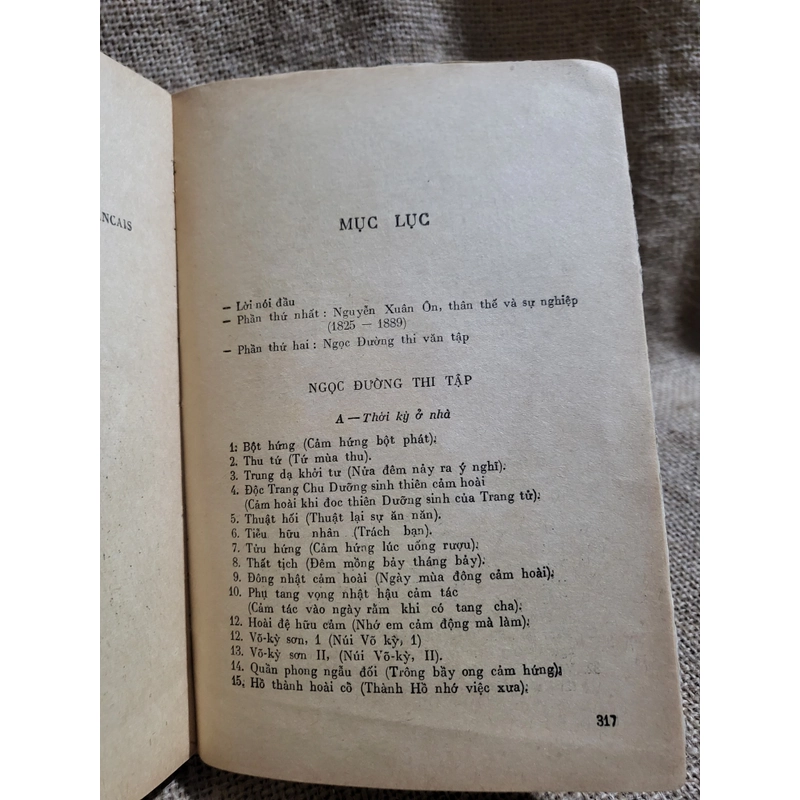 NCAIS
MỤC LỤC
— Lời nói đầu
— Phần thứ nhất : Nguyễn Xuân Ôn, thân thế và sự nghiệp
(1825 — 1889)
— Phần thứ hai : Ngọc Đường thi văn tập
NGỌC ĐƯỜNG THI TẬP
A — Thời kỳ ở nhà
1. Bột hứng (Cảm hứng bột phát).
2. Thu tứ (Tứ mùa thu).
3. Trung dạ khởi tư (Nửa đêm nảy ra ý nghĩ).
4. Độc Trang Chu Dưỡng sinh thiên cảm hoài
(Cảm hoài khi đoc thiên Dưỡng sinh của Trang tử).
5. Thuật hối (Thuật lại sự ăn năn).
6. Tiễu hữu nhân (Trách bạn).
7. Tửu hứng (Cảm hứng lúc uống rượu).
8. Thất tịch (Đêm mồng bảy tháng bảy).
9. Đông nhật cảm hoài (Ngày mùa đông cảm hoài).
10. Phụ tang vọng nhật hậu cảm tác
(Cảm tác vào ngày rằm khi có tang cha).
12. Hoài đệ hữu cảm (Nhớ em cảm động mà làm).
12. Võ-kỳ sơn, 1 (Núi Võ kỳ, 1)
13. Võ-kỳ sơn II, (Núi Võ-kỳ, II).
14. Quần phong ngẫu đối (Trông bầy ong cảm hứng).
15. Hồ thành hoài cổ (Thành Hồ nhớ việc xưa).
317